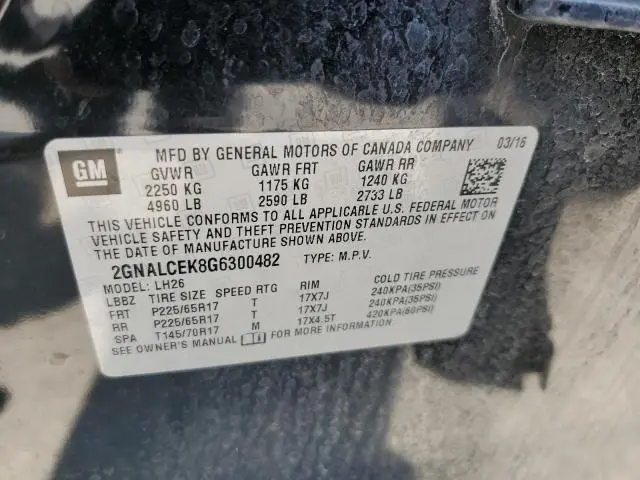 GM
MFD BY GENERAL MOTORS OF CANADA COMPANY 03/16
GVWR GAWR FRT GAWR RR
2250 KG 1175 KG 1240 KG
4960 LB 2590 LB 2733 LB
THIS VEHICLE CONFORMS TO ALL APPLICABLE U.S. FEDERAL MOTOR
VEHICLE SAFETY AND THEFT PREVENTION STANDARDS IN EFFECT ON
THE DATE OF MANUFACTURE SHOWN ABOVE.
2GNALCEK8G6300482 TYPE: M.P.V.
MODEL: LH26
LBBZ TIRE SIZE SPEED RTG RIM COLD TIRE PRESSURE
FRT P225/65R17 T 17X7J 240KPA(35PSI)
RR P225/65R17 T 17X7J 240KPA(35PSI)
SPA T145/70R17 M 17X4.5T 420KPA(60PSI)
SEE OWNER'S MANUAL FOR MORE INFORMATION